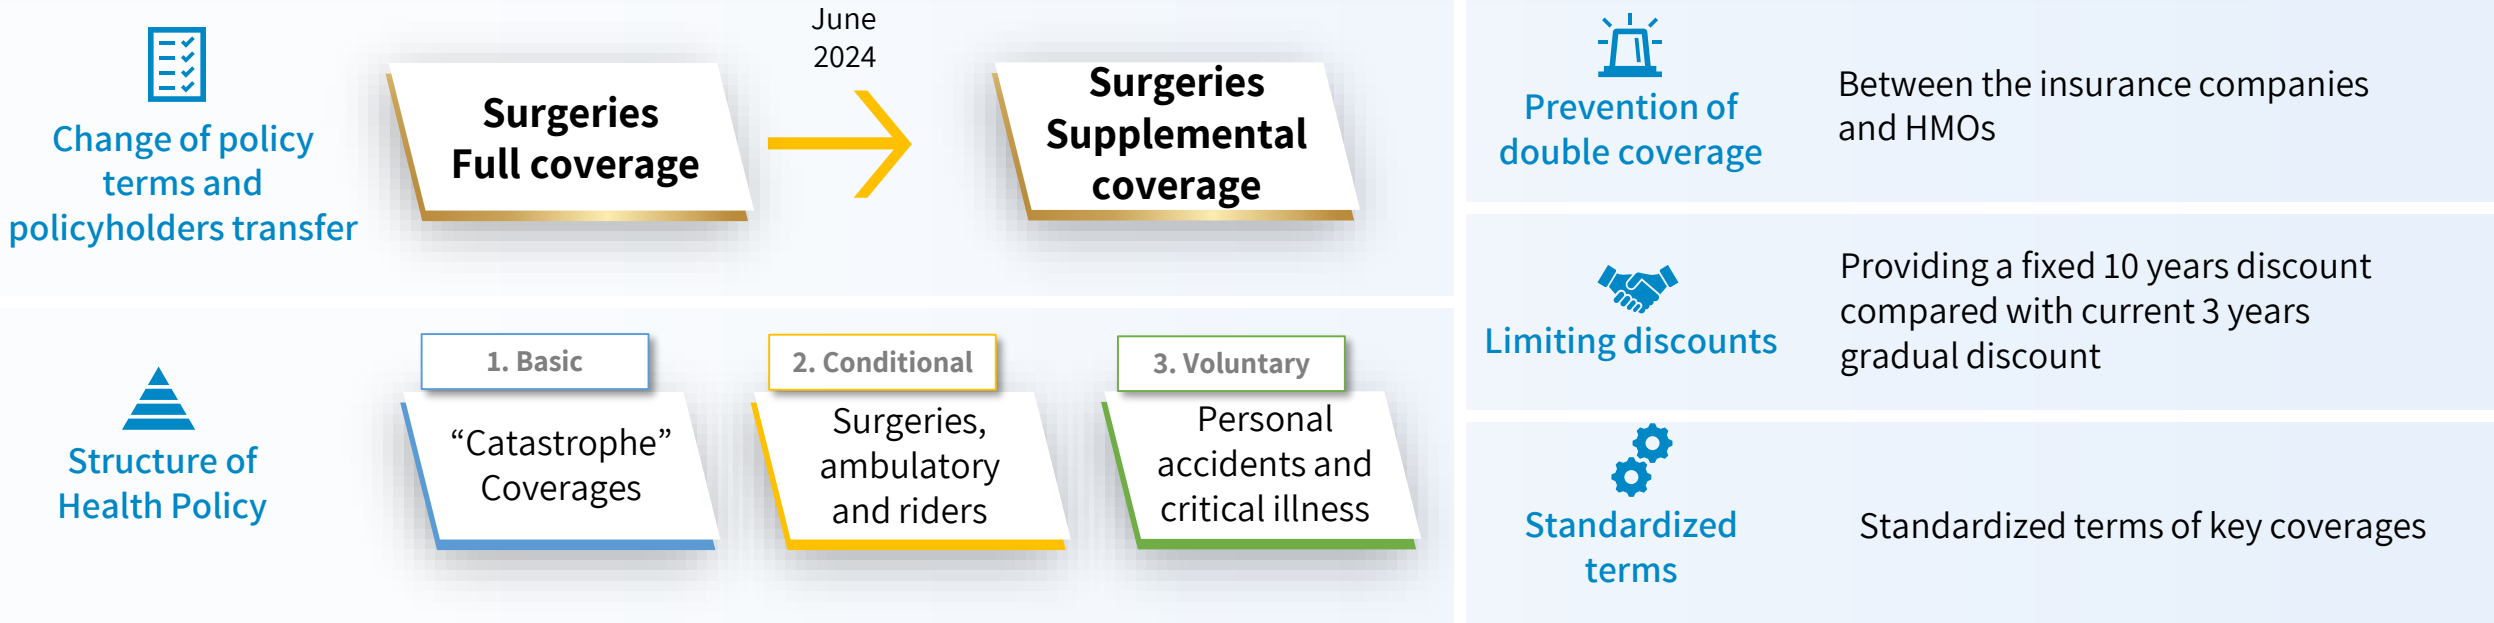 Change of policy
terms and
policyholders transfer
Surgeries
Full coverage
June
2024
Surgeries
Supplemental
coverage
Structure of
Health Policy
1. Basic
“Catastrophe”
Coverages
2. Conditional
Surgeries,
ambulatory
and riders
3. Voluntary
Personal
accidents and
critical illness
Prevention of
double coverage
Between the insurance companies
and HMOs
Limiting discounts
Providing a fixed 10 years discount
compared with current 3 years
gradual discount
Standardized
terms
Standardized terms of key coverages